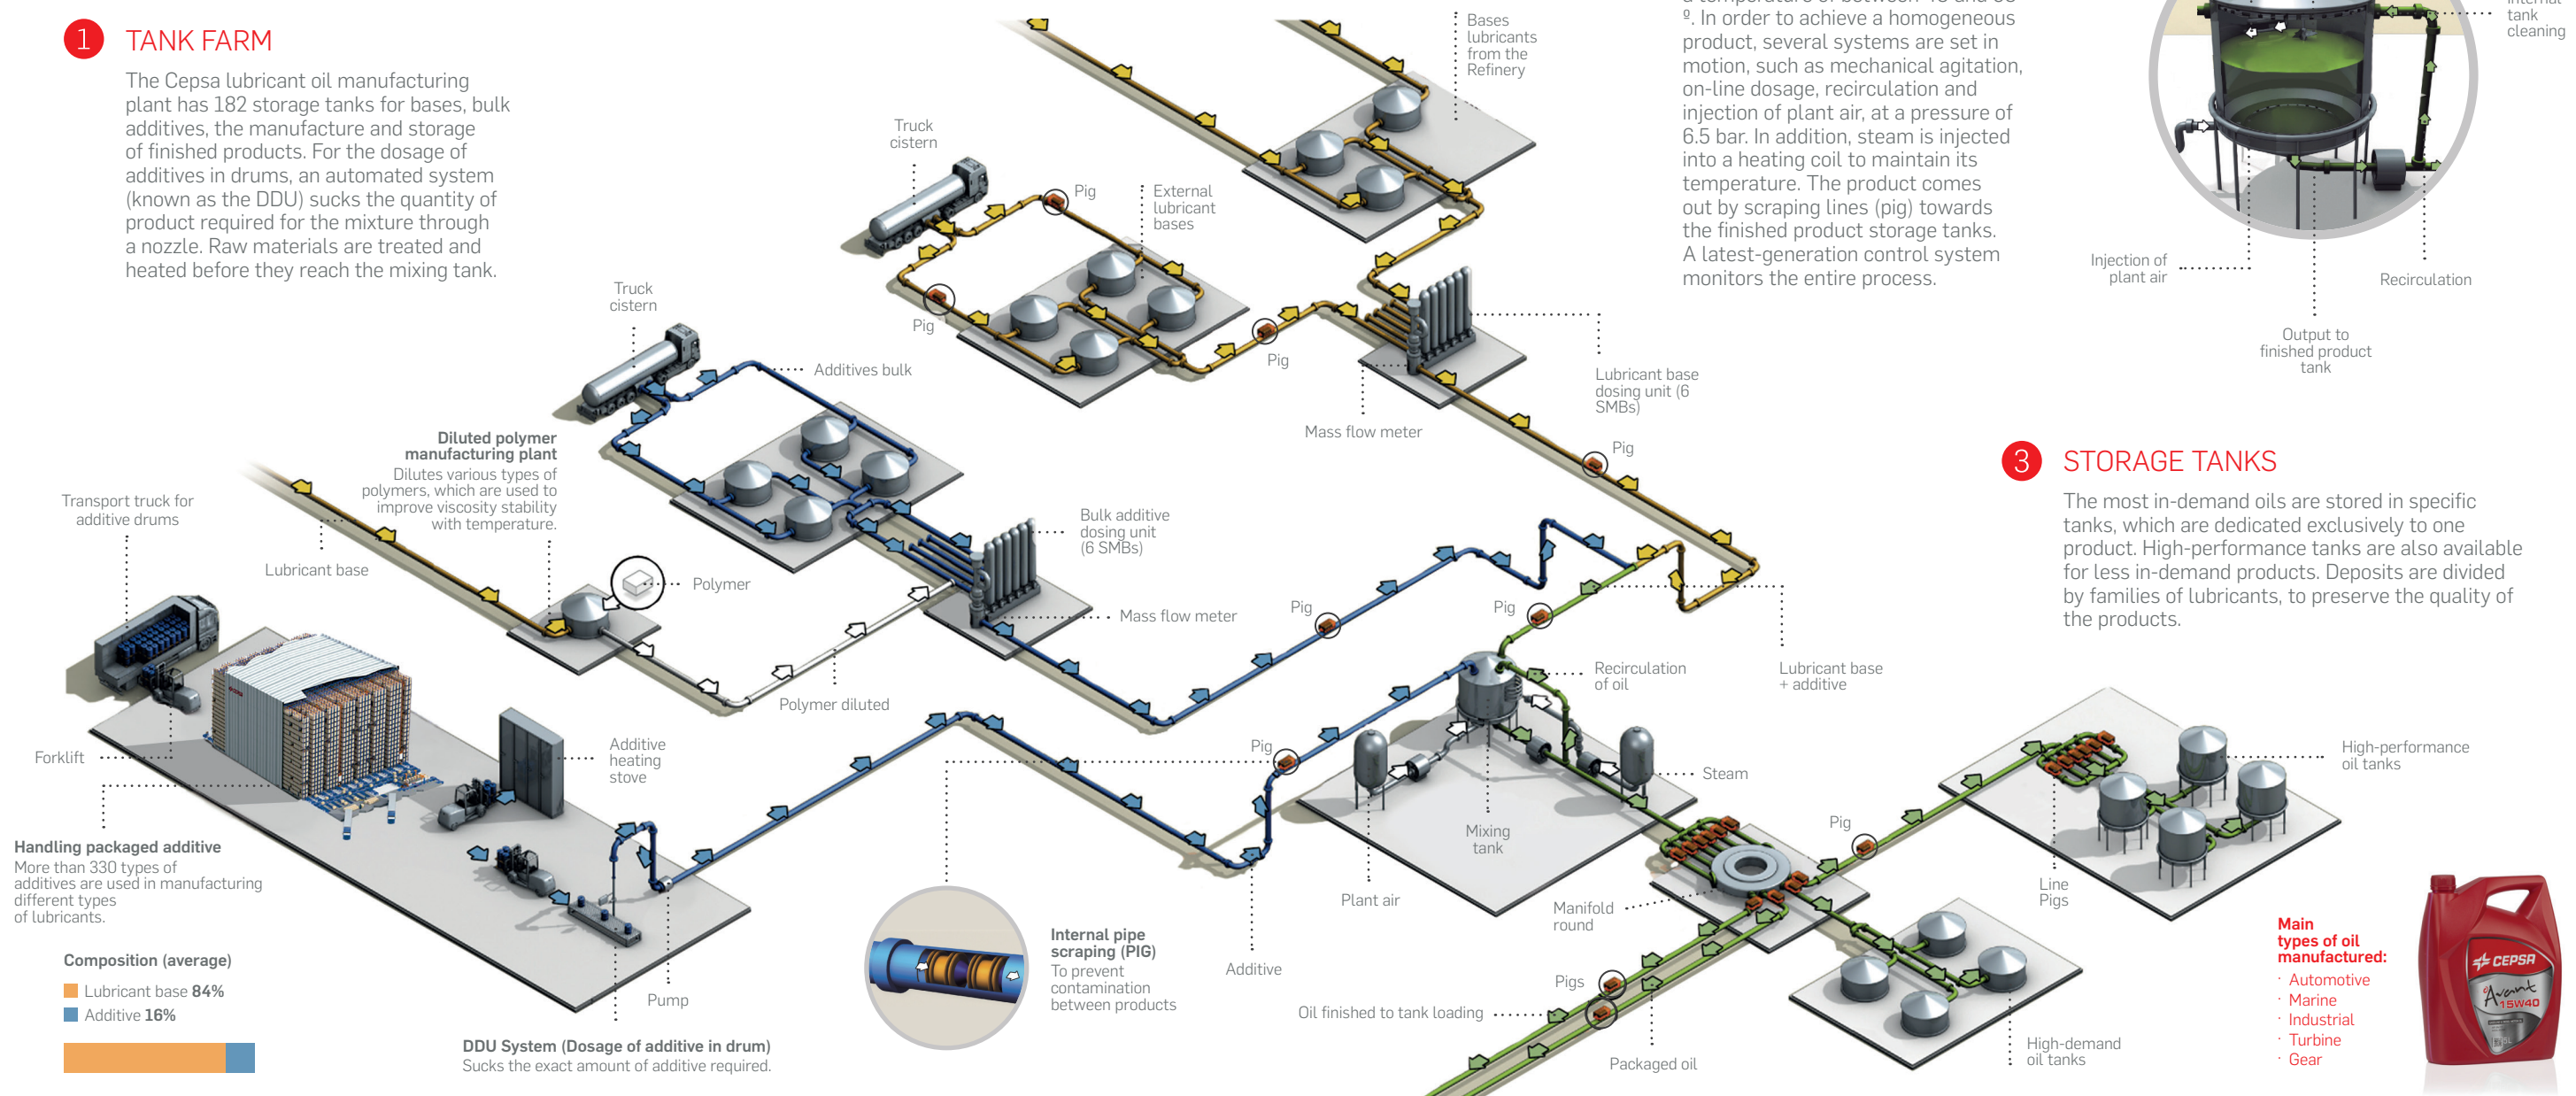 1 TANK FARM
The Cepsa lubricant oil manufacturing
plant has 182 storage tanks for bases, bulk
additives, the manufacture and storage
of finished products. For the dosage of
additives in drums, an automated system
(known as the DDU) sucks the quantity of
product required for the mixture through
a nozzle. Raw materials are treated and
heated before they reach the mixing tank.
Truck
cistern
Pig
External
lubricant
bases
Pig
Pig
Bases
lubricants
from the
Refinery
º. In order to achieve a homogeneous
product, several systems are set in
motion, such as mechanical agitation,
on-line dosage, recirculation and
injection of plant air, at a pressure of
6.5 bar. In addition, steam is injected
into a heating coil to maintain its
temperature. The product comes
out by scraping lines (pig) towards
the finished product storage tanks.
A latest-generation control system
monitors the entire process.
tank
cleaning
Injection of
plant air
Recirculation
Output to
finished product
tank
Truck
cistern
Additives bulk
Lubricant base
dosing unit (6
SMBs)
Mass flow meter
Pig
Diluted polymer
manufacturing plant
Dilutes various types of
polymers, which are used to
improve viscosity stability
with temperature.
Transport truck for
additive drums
Lubricant base
Polymer
Bulk additive
dosing unit
(6 SMBs)
Mass flow meter
Pig
Pig
Polymer diluted
Recirculation
of oil
Lubricant base
+ additive
3 STORAGE TANKS
The most in-demand oils are stored in specific
tanks, which are dedicated exclusively to one
product. High-performance tanks are also available
for less in-demand products. Deposits are divided
by families of lubricants, to preserve the quality of
the products.
Forklift
Additive
heating
stove
Pig
Steam
Mixing
tank
Plant air
Pig
High-performance
oil tanks
Line
Pigs
Manifold
round
Handling packaged additive
More than 330 types of
additives are used in manufacturing
different types
of lubricants.
Composition (average)
Lubricant base 84%
Additive 16%
Pump
DDU System (Dosage of additive in drum)
Sucks the exact amount of additive required.
Internal pipe
scraping (PIG)
To prevent
contamination
between products
Additive
Pigs
Oil finished to tank loading
Packaged oil
High-demand
oil tanks
Main
types of oil
manufactured:
· Automotive
· Marine
· Industrial
· Turbine
· Gear
CEPSA
Avant
15W40